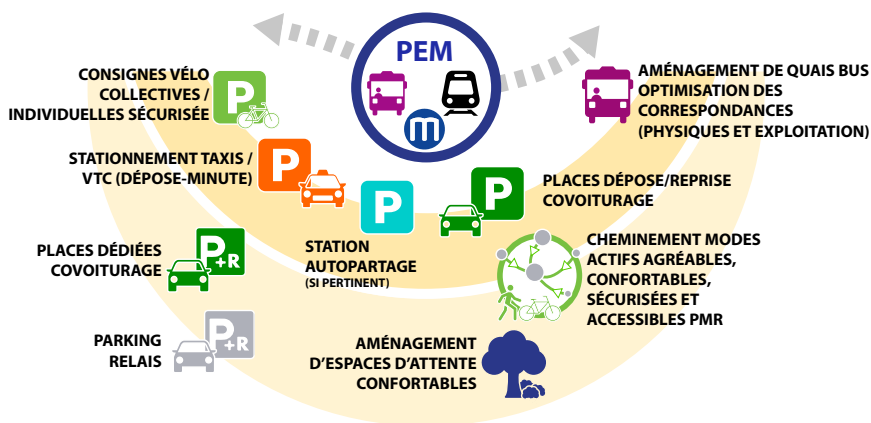 PEM
m
CONSIGNES VÉLO
COLLECTIVES /
INDIVIDUELLES SÉCURISÉE
P
AMÉNAGEMENT DE QUAIS BUS
OPTIMISATION DES
CORRESPONDANCES
(PHYSIQUES ET EXPLOITATION)
STATIONNEMENT TAXIS /
VTC (DÉPOSE-MINUTE)
P
P
STATION
AUTOPARTAGE
(SI PERTINENT)
P
PLACES DÉPOSE/REPRISE
COVOITURAGE
PLACES DÉDIÉES
COVOITURAGE
P+R
CHEMINEMENT MODES
ACTIFS AGRÉABLES,
CONFORTABLES,
SÉCURISÉES ET
ACCESSIBLES PMR
PARKING
RELAIS
P+R
AMÉNAGEMENT
D'ESPACES D'ATTENTE
CONFORTABLES